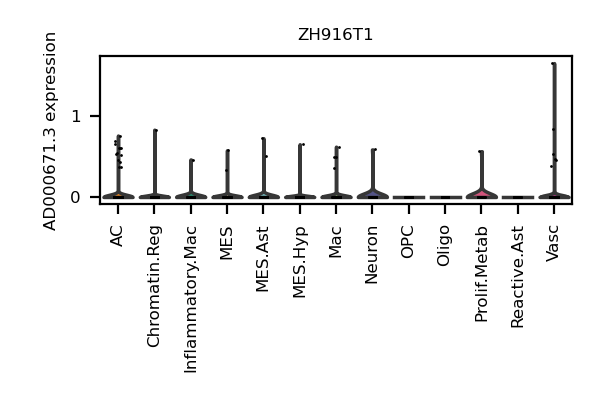 ZH916T1
AD000671.3 expression
1
0
AC
Chromatin.Reg
Inflammatory.Mac
MES
MES.Ast
MES.Hyp
Mac
Neuron
OPC
Oligo
Prolif.Metab
Reactive.Ast
Vasc